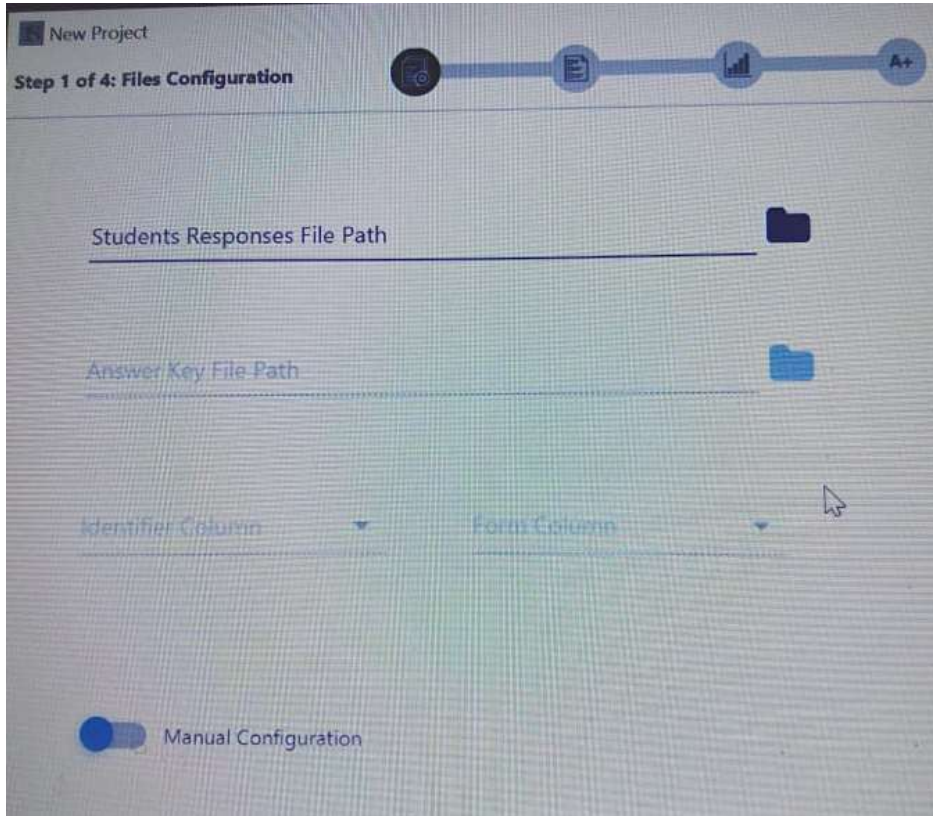 New Project
Step 1 of 4: Files Configuration
A+
Students Responses File Path
Answer Key File Path
Identifier Column
Form Column
Manual Configuration